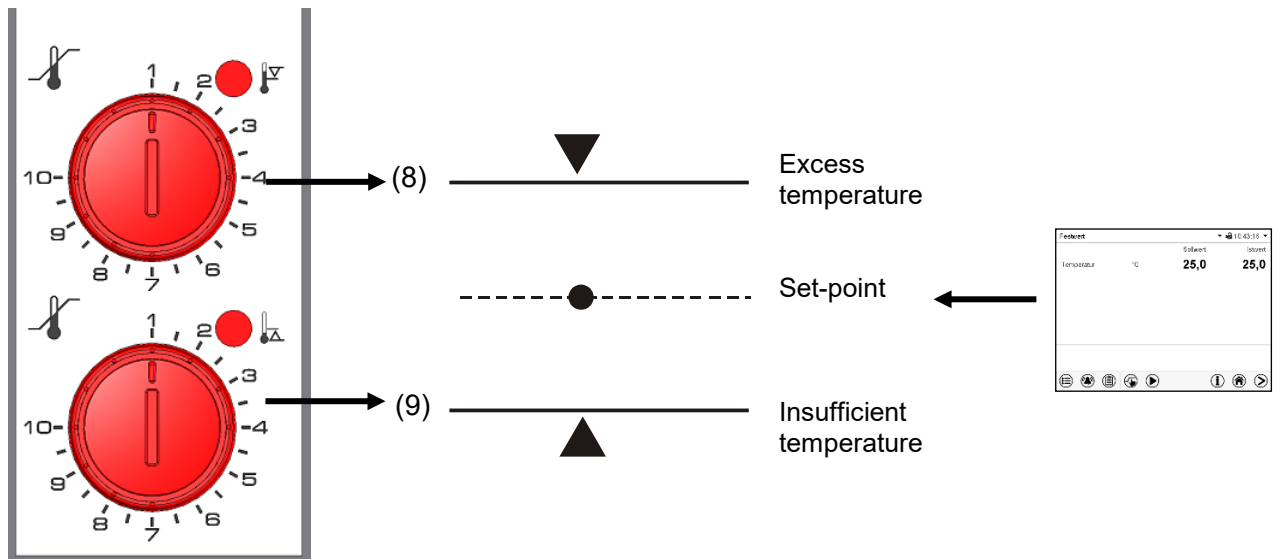 1
2
3
4
5
6
7
8
9
10
(8)
Excess
temperature
Set-point
Festwert 10:43:16
Sollwert Istwert
Temperatur °C 25,0 25,0
1
2
3
4
5
6
7
8
9
10
(9)
Insufficient
temperature
i